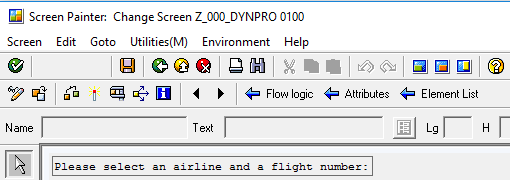 Screen Painter: Change Screen Z_000_DYNPRO 0100
Screen Edit Goto Utilities(M) Environment System Help
Flow logic Attributes Element List
Name Text Lg H
Please select an airline and a flight number: